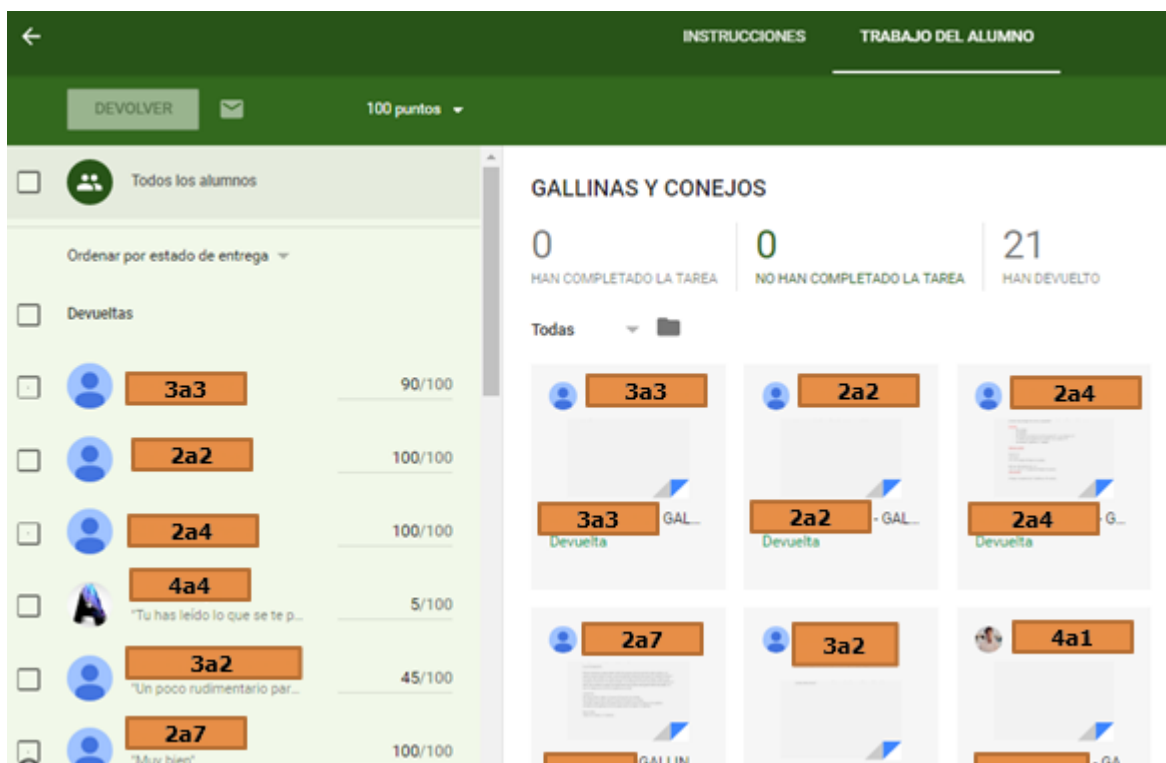 INSTRUCCIONES TRABAJO DEL ALUMNO
DEVOLVER 100 puntos
Todos los alumnos
Ordenar por estado de entrega
Devueltas
3a3 90/100
2a2 100/100
2a4 100/100
4a4
"Tu has leído lo que se te p... 5/100
3a2
"Un poco rudimentario par... 45/100
2a7
"Muy bien" 100/100
GALLINAS Y CONEJOS
0 0 21
HAN COMPLETADO LA TAREA NO HAN COMPLETADO LA TAREA HAN DEVUELTO
Todas
3a3 2a2 2a4
3a3 GAL... 2a2 - GAL... 2a4 - G...
Devuelta Devuelta Devuelta
2a7 3a2 4a1
GALLIN - GA